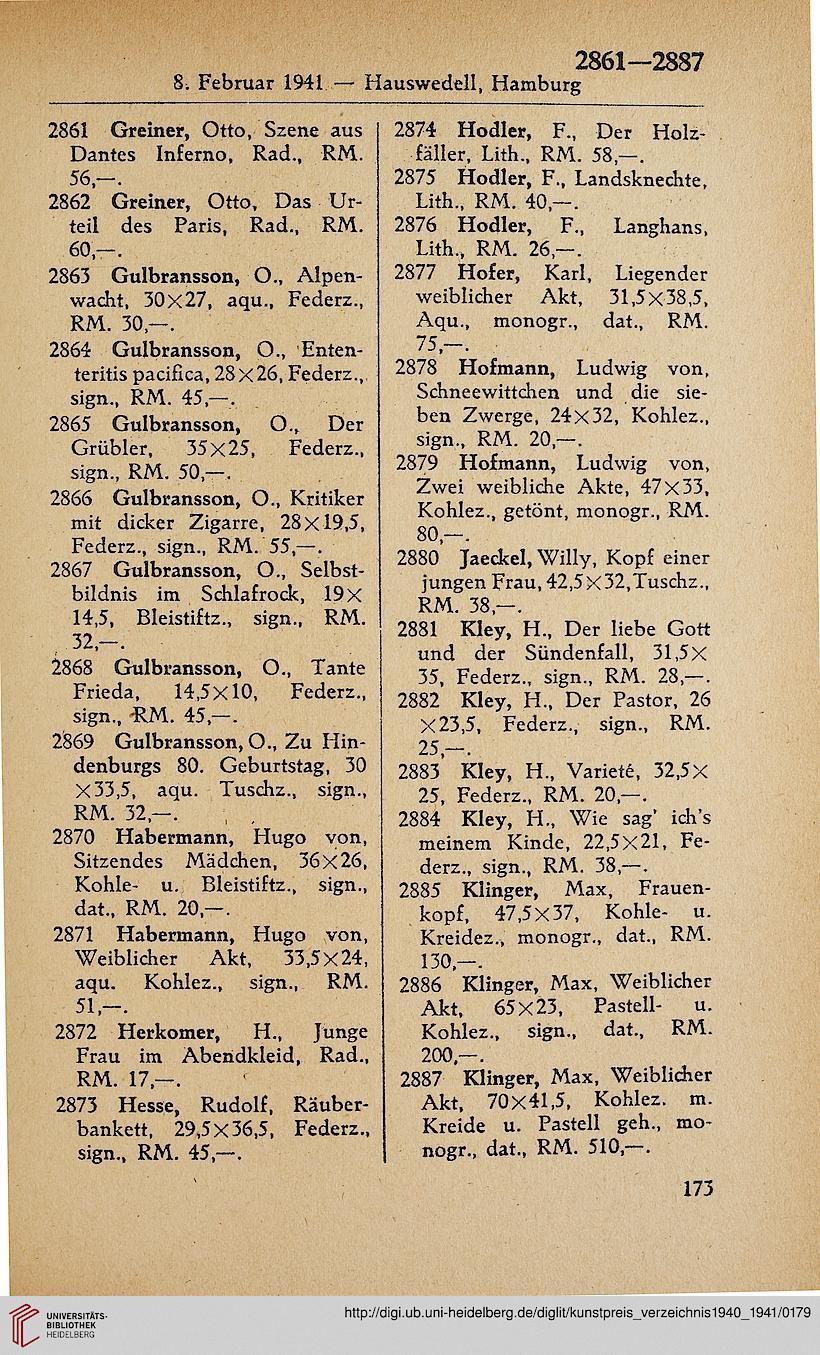 2861—2887
8. Februar 1941 — Hauswedell, Hamburg
2861 Greiner, Otto, Szene aus
Dantes Inferno, Rad., RM.
56,—.
2862 Greiner, Otto, Das Ur-
teil des Paris, Rad., RM.
60,—.
2863 Gulbransson, O., Alpen-
wacht, 30×27, aqu., Federz.,
RM. 30,—.
2864 Gulbransson, O., Enten-
teritis pacifica, 28×26, Federz.,
sign., RM. 45,—.
2865 Gulbransson, O., Der
Grübler, 35×25, Federz.,
sign., RM. 50,—.
2866 Gulbransson, O., Kritiker
mit dicker Zigarre, 28×19,5,
Federz., sign., RM. 55,—.
2867 Gulbransson, O., Selbst-
bildnis im Schlafrock, 19×
14,5, Bleistiftz., sign., RM.
32,—.
2868 Gulbransson, O., Tante
Frieda, 14,5×10, Federz.,
sign., RM. 45,—.
2869 Gulbransson, O., Zu Hin-
denburgs 80. Geburtstag, 30
×33,5, aqu. Tuschz., sign.,
RM. 32,—.
2870 Habermann, Hugo von,
Sitzendes Mädchen, 36×26,
Kohle- u. Bleistiftz., sign.,
dat., RM. 20,—.
2871 Habermann, Hugo von,
Weiblicher Akt, 33,5×24,
aqu. Kohlez., sign., RM.
51,—.
2872 Herkomer, H., Junge
Frau im Abendkleid, Rad.,
RM. 17,—.
2873 Hesse, Rudolf, Räuber-
bankett, 29,5×36,5, Federz.,
sign., RM. 45,—.
2874 Hodler, F., Der Holz-
fäller, Lith., RM. 58,—.
2875 Hodler, F., Landsknechte,
Lith., RM. 40,—.
2876 Hodler, F., Langhans,
Lith., RM. 26,—.
2877 Hofer, Karl, Liegender
weiblicher Akt, 31,5×38,5,
Aqu., monogr., dat., RM.
75,—.
2878 Hofmann, Ludwig von,
Schneewittchen und die sie-
ben Zwerge, 24×32, Kohlez.,
sign., RM. 20,—.
2879 Hofmann, Ludwig von,
Zwei weibliche Akte, 47×33,
Kohlez., getönt, monogr., RM.
80,—.
2880 Jaeckel, Willy, Kopf einer
jungen Frau, 42,5×32, Tuschz.,
RM. 38,—.
2881 Kley, H., Der liebe Gott
und der Sündenfall, 31,5×
35, Federz., sign., RM. 28,—.
2882 Kley, H., Der Pastor, 26
×23,5, Federz., sign., RM.
25,—.
2883 Kley, H., Varieté, 32,5×
25, Federz., RM. 20,—.
2884 Kley, H., Wie sag' ich's
meinem Kinde, 22,5×21, Fe-
derz., sign., RM. 38,—.
2885 Klinger, Max, Frauen-
kopf, 47,5×37, Kohle- u.
Kreidez., monogr., dat., RM.
130,—.
2886 Klinger, Max, Weiblicher
Akt, 65×23, Pastell- u.
Kohlez., sign., dat., RM.
200,—.
2887 Klinger, Max, Weiblicher
Akt, 70×41,5, Kohlez. m.
Kreide u. Pastell geh., mo-
nogr., dat., RM. 510,—.
173
UNIVERSITÄTS-
BIBLIOTHEK
HEIDELBERG
http://digi.ub.uni-heidelberg.de/diglit/kunstpreis_verzeichnis1940_1941/0179